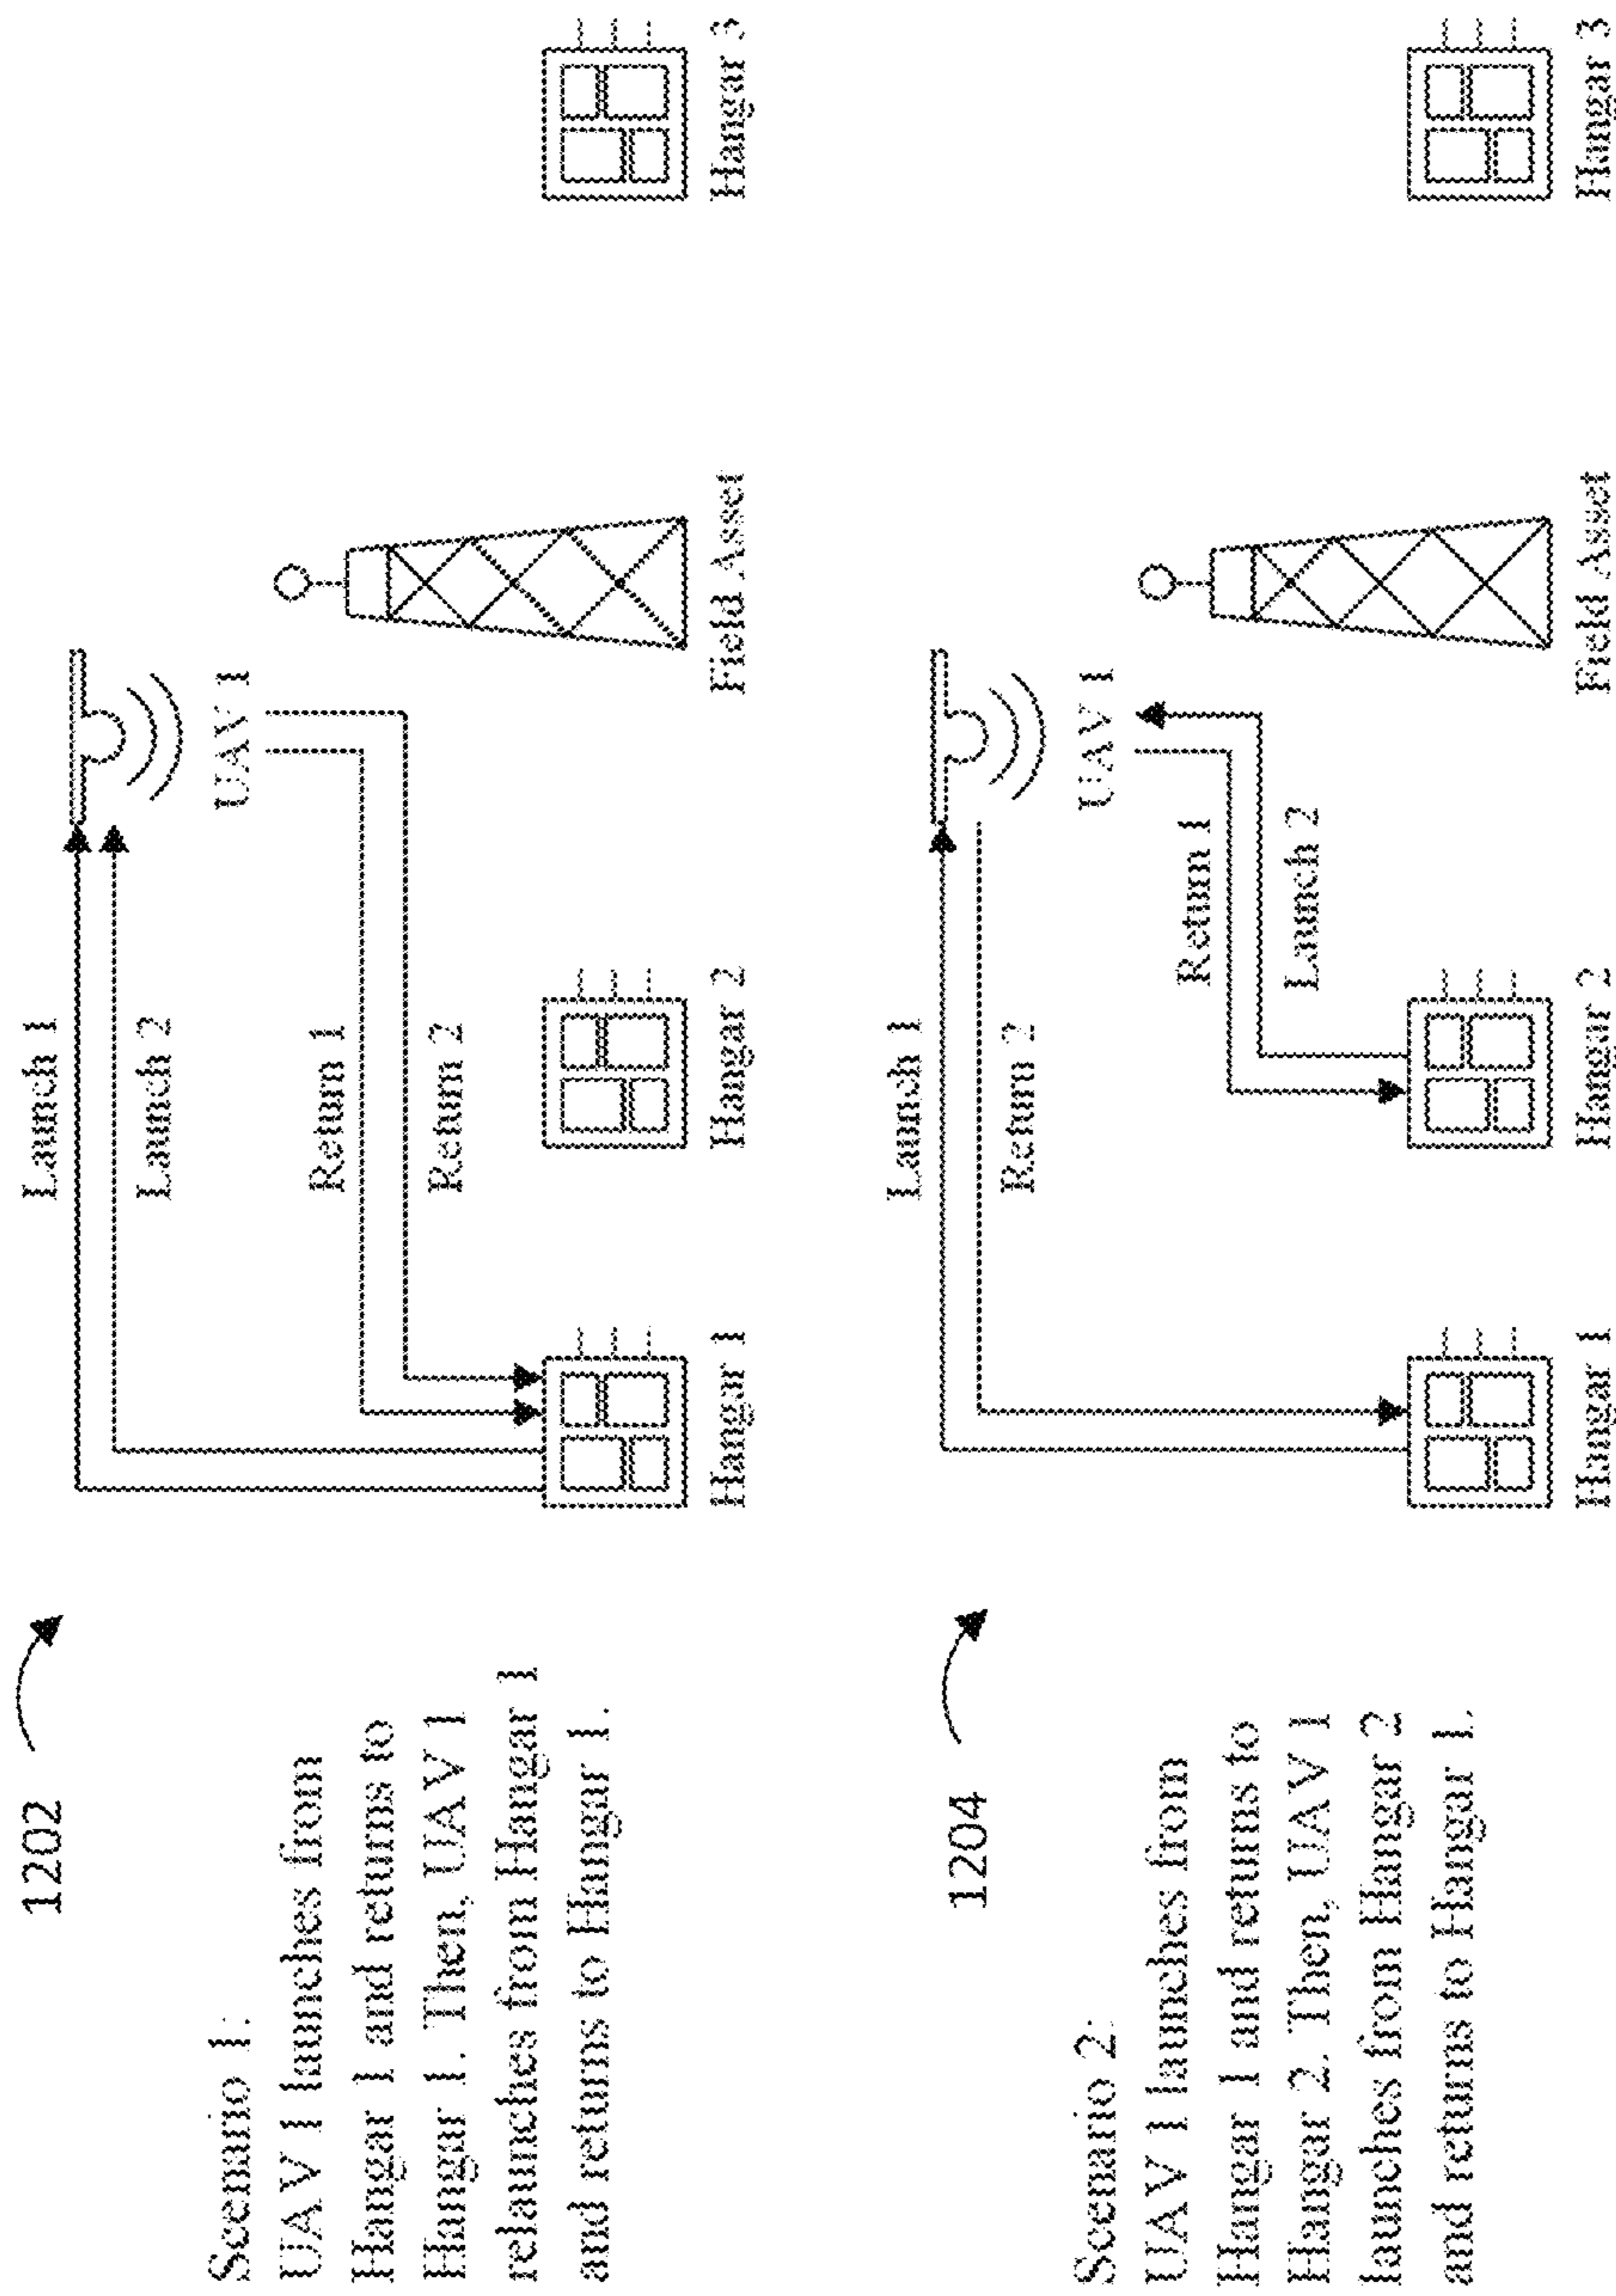 1202
Scenario 1:
UAV 1 launches from
Hangar 1 and returns to
Hangar 1. Then, UAV 1
relaunches from Hangar 1
and returns to Hangar 1.
Launch 1
Launch 2
Return 1
Return 2
UAV 1
Hangar 1
Hangar 2
Field Asset
Hangar 3
1204
Scenario 2:
UAV 1 launches from
Hangar 1 and returns to
Hangar 2. Then, UAV 1
launches from Hangar 2
and returns to Hangar 1.
Launch 1
Return 2
Return 1
Launch 2
UAV 1
Hangar 1
Hangar 2
Field Asset
Hangar 3